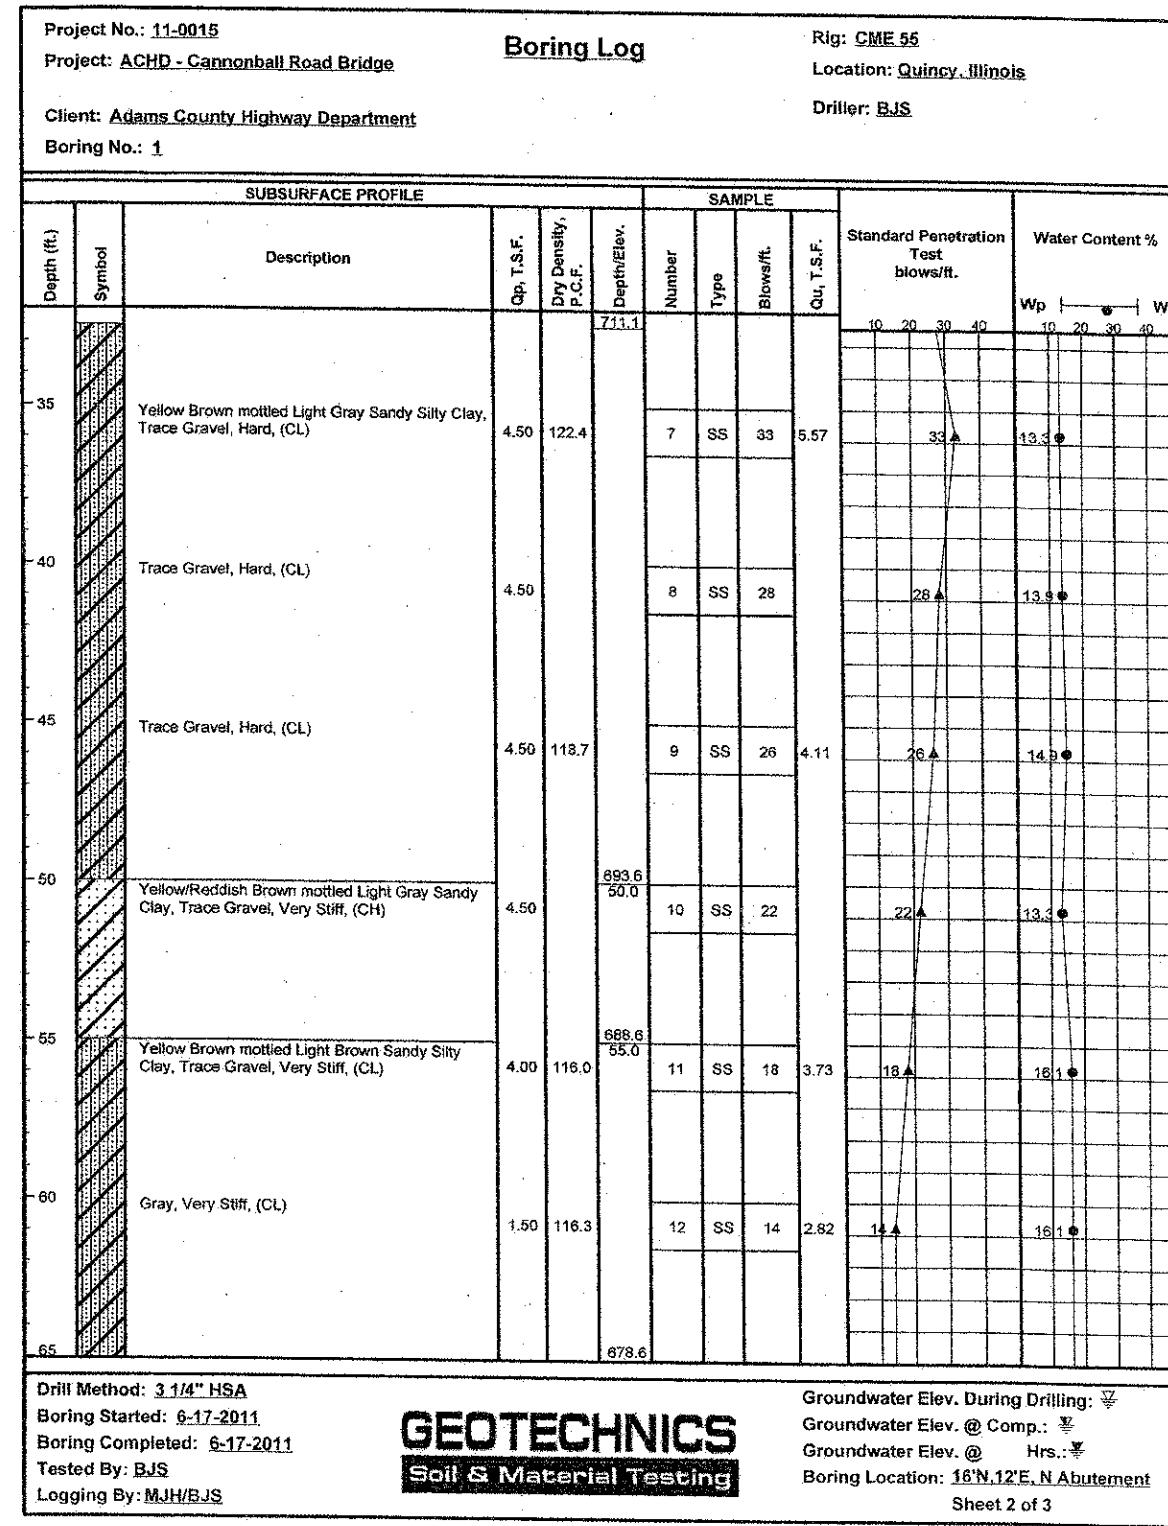 Project No.: 11-0015
Project: ACHD - Cannonball Road Bridge
Client: Adams County Highway Department
Boring No.: 1
Boring Log
Rig: CME 55
Location: Quincy, Illinois
Driller: BJS
SUBSURFACE PROFILE
SAMPLE
Depth (ft.)
Symbol
Description
Qp, T.S.F.
Dry Density, P.C.F.
Depth/Elev.
Number
Type
Blows/ft.
Qu, T.S.F.
Standard Penetration
Test
blows/ft.
10 20 30 40
Water Content %
Wp W
10 20 30 40
711.1
35
Yellow Brown mottled Light Gray Sandy Silty Clay,
Trace Gravel, Hard, (CL)
4.50 122.4 7 SS 33 5.57 33 13.3
40
Trace Gravel, Hard, (CL)
4.50 8 SS 28 28 13.9
45
Trace Gravel, Hard, (CL)
4.50 118.7 9 SS 26 4.11 26 14.9
50
693.6
50.0
Yellow/Reddish Brown mottled Light Gray Sandy
Clay, Trace Gravel, Very Stiff, (CH)
4.50 10 SS 22 22 13.3
55
688.6
55.0
Yellow Brown mottled Light Brown Sandy Silty
Clay, Trace Gravel, Very Stiff, (CL)
4.00 116.0 11 SS 18 3.73 18 16.1
60
Gray, Very Stiff, (CL)
1.50 116.3 12 SS 14 2.82 14 16.1
65
678.6
Drill Method: 3 1/4" HSA
Boring Started: 6-17-2011
Boring Completed: 6-17-2011
Tested By: BJS
Logging By: MJH/BJS
GEOTECHNICS
Soil & Material Testing
Groundwater Elev. During Drilling:
Groundwater Elev. @ Comp.:
Groundwater Elev. @ Hrs.:
Boring Location: 16'N,12'E, N Abutement
Sheet 2 of 3